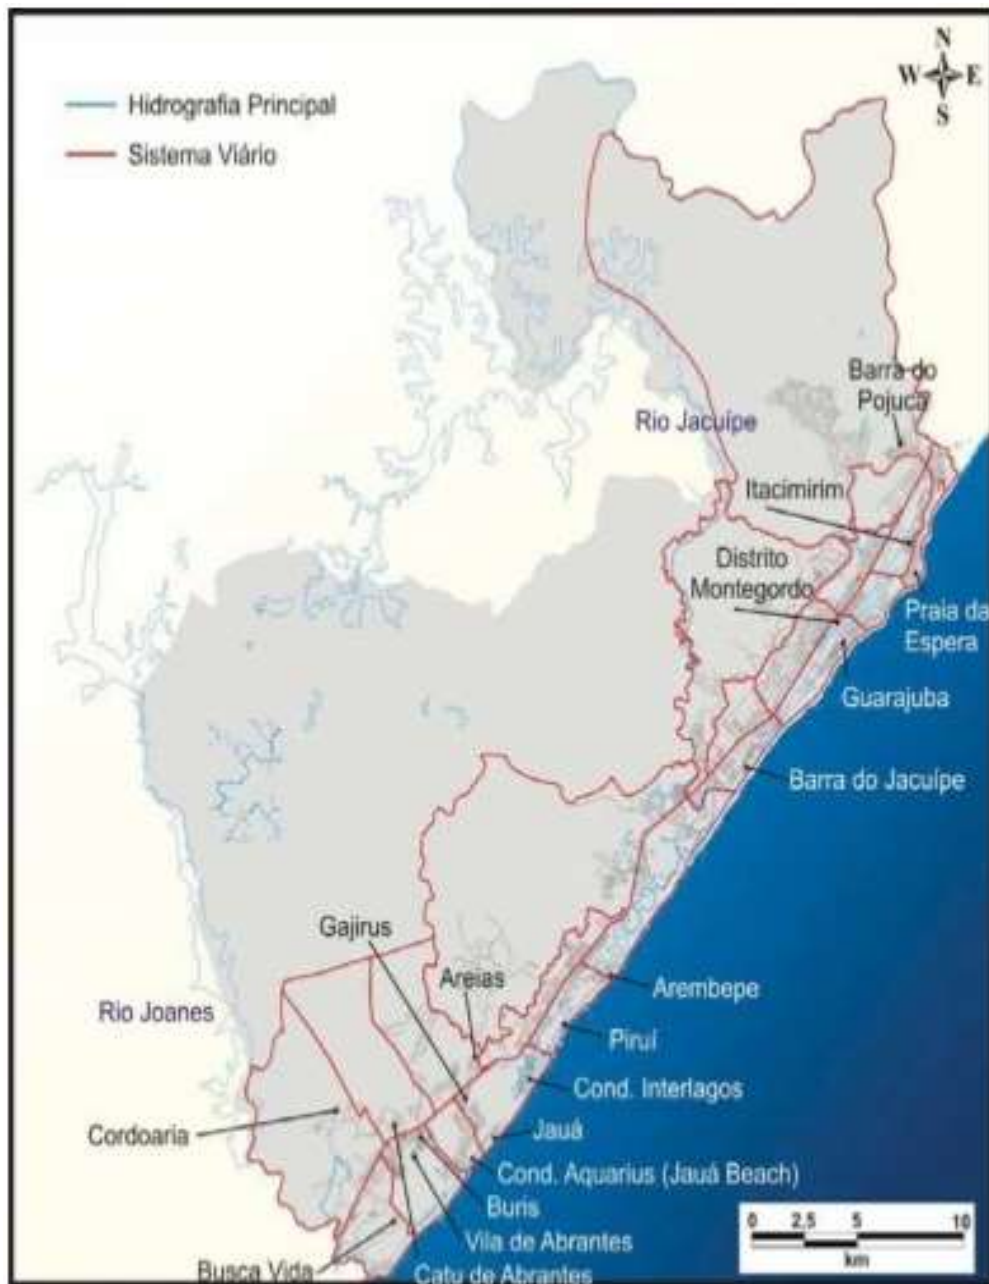 N
W E
S
Hidrografia Principal
Sistema Viário
Barra do
Pojuca
Rio Jacuípe
Itacimirim
Distrito
Montegordo
Praia da
Espera
Guarajuba
Barra do Jacuípe
Gajirus
Areias
Arembepe
Rio Joanes
Piruí
Cond. Interlagos
Cordoaria
Jauá
Cond. Aquarius (Jauá Beach)
Buris
Vila de Abrantes
Busca Vida
Catu de Abrantes
0 2,5 5 10
km